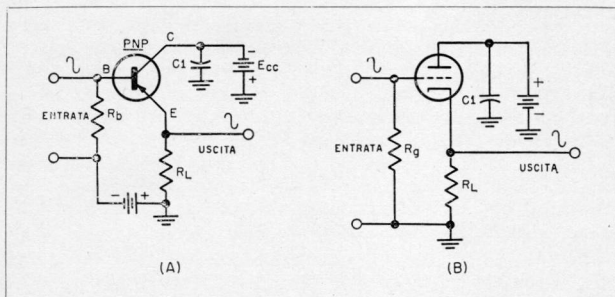 PNP
C
B
C1
- +
Ecc
ENTRATA
Rb
E
USCITA
RL
- +
(A)
C1
+ -
ENTRATA
Rg
USCITA
RL
(B)